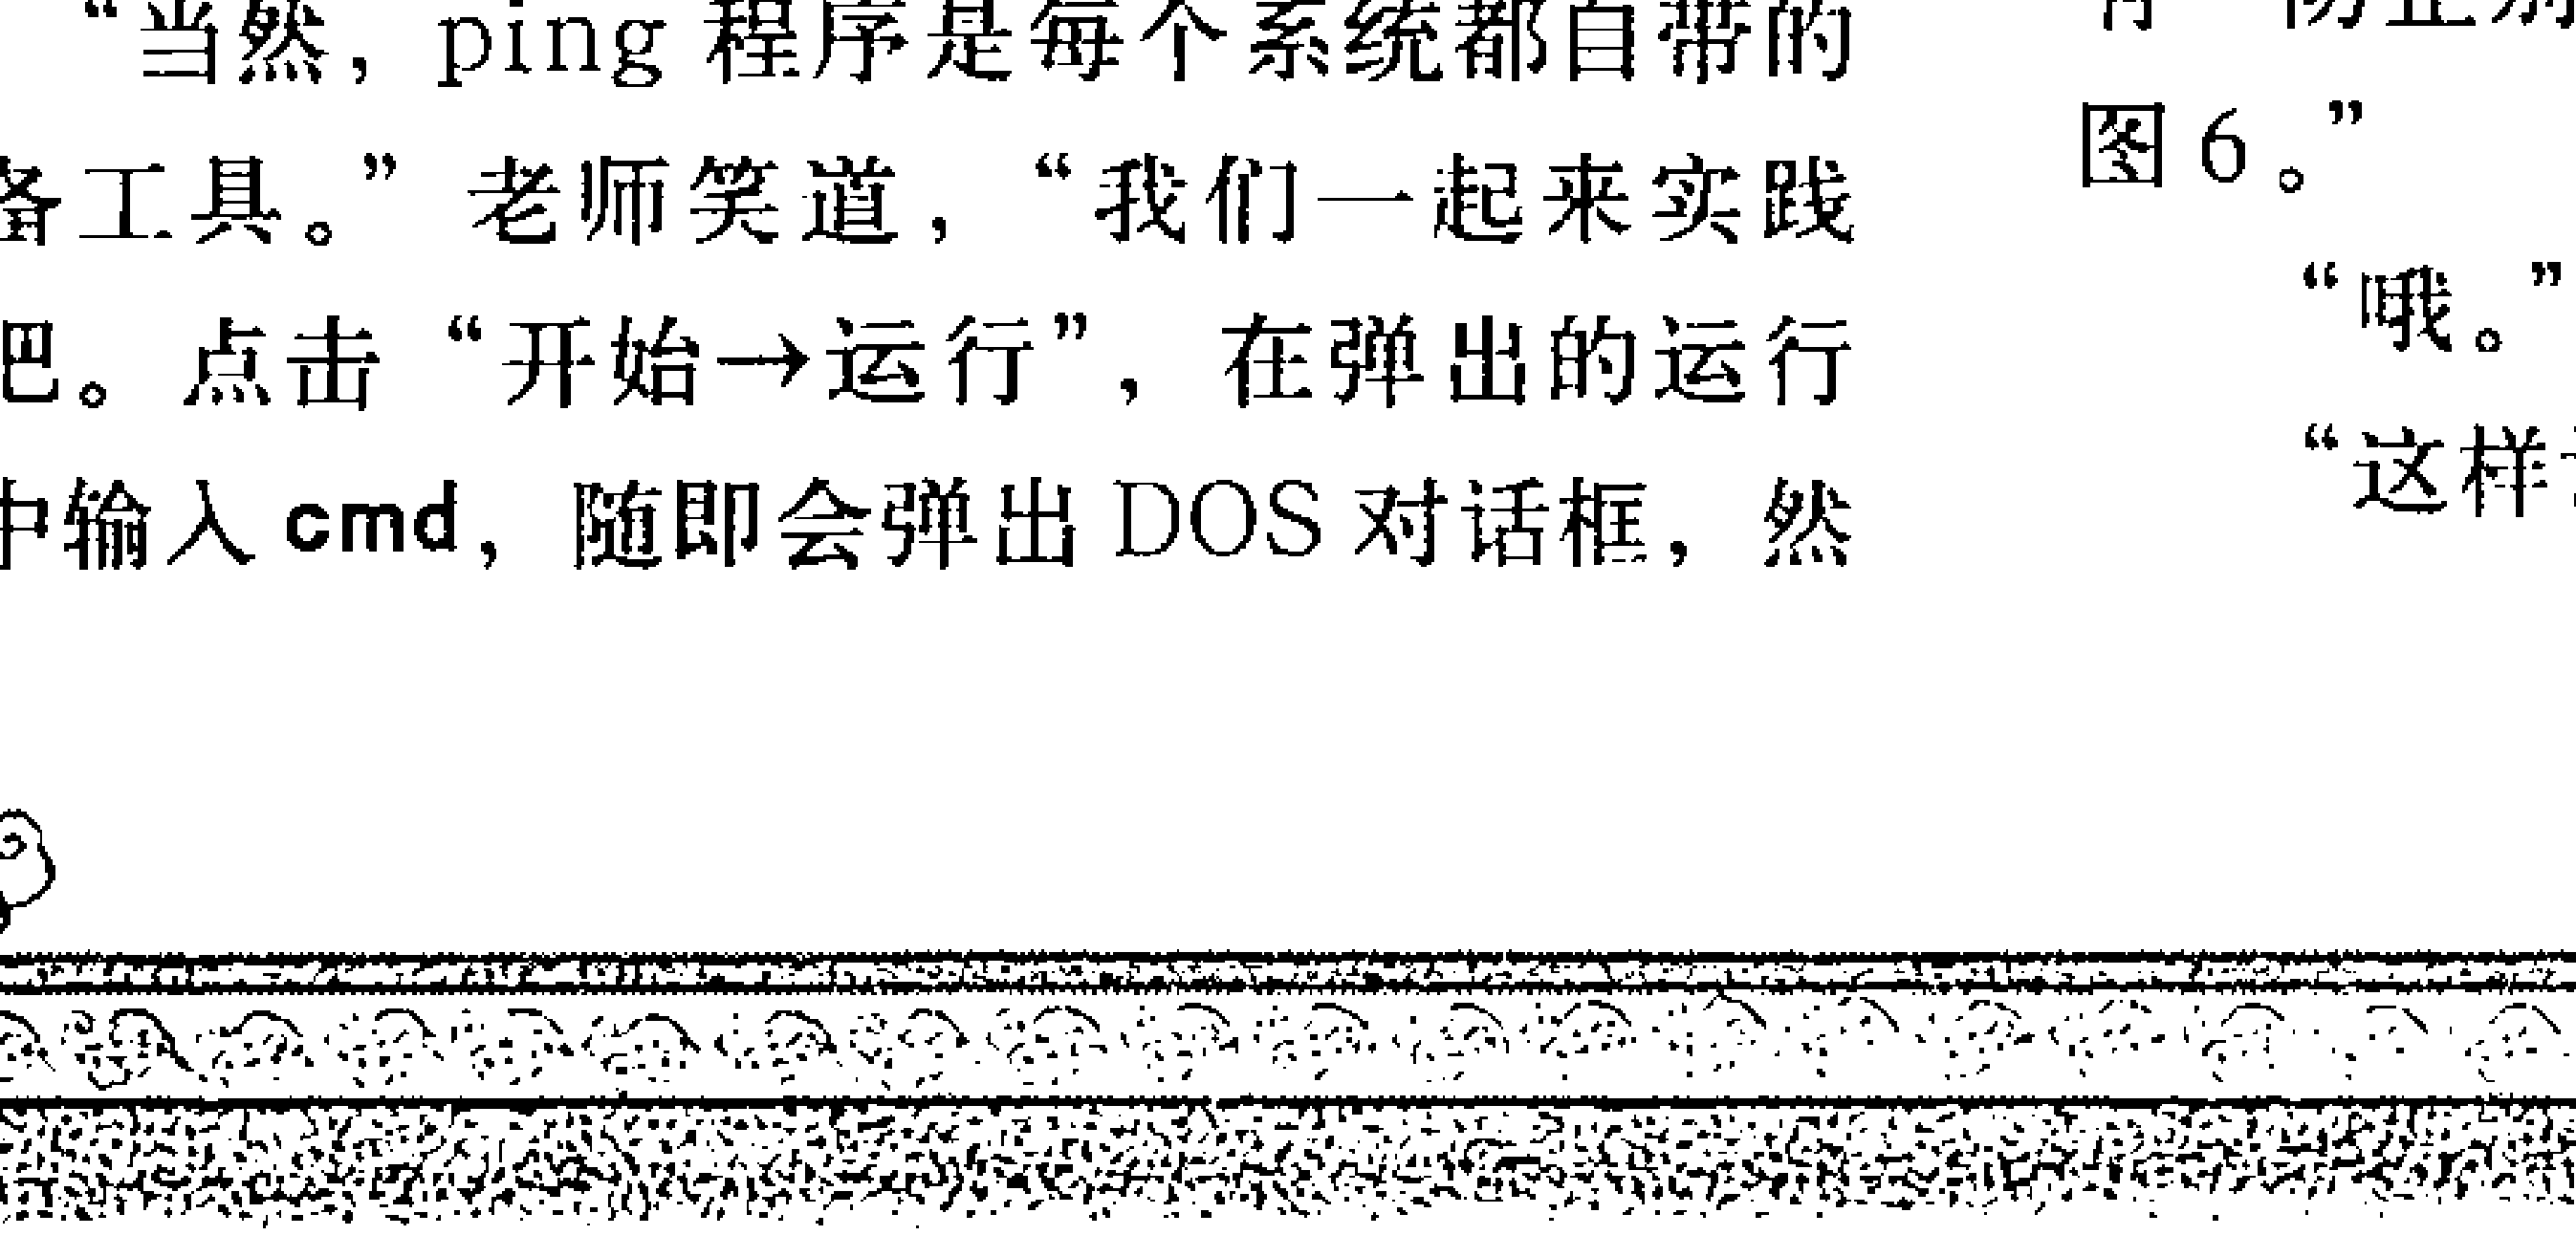 “当然，ping 程序是每个系统都自带的
备工具。”老师笑道，“我们一起来实践
吧。点击“开始→运行”，在弹出的运行
中输入 cmd，随即会弹出 DOS 对话框，然
图 6。”
“哦。”
“这样